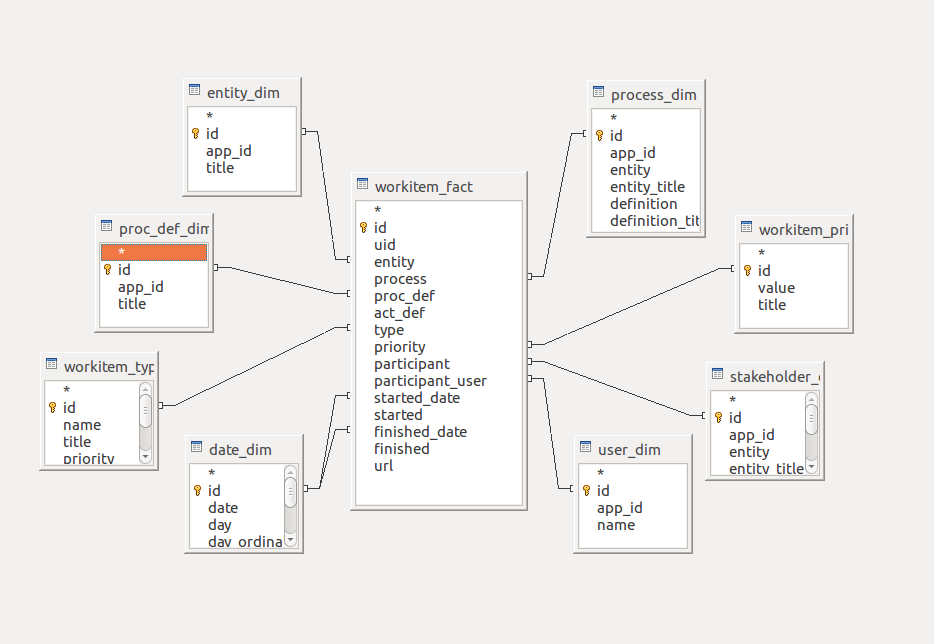 entity_dim
*
id
app_id
title
process_dim
*
id
app_id
entity
entity_title
definition
definition_tit
workitem_fact
*
id
uid
entity
process
proc_def
act_def
type
priority
participant
participant_user
started_date
started
finished_date
finished
url
proc_def_dim
*
id
app_id
title
workitem_pri
*
id
value
title
workitem_typ
*
id
name
title
priority
stakeholder_
*
id
app_id
entity
entity_title
date_dim
*
id
date
day
day_ordina
user_dim
*
id
app_id
name